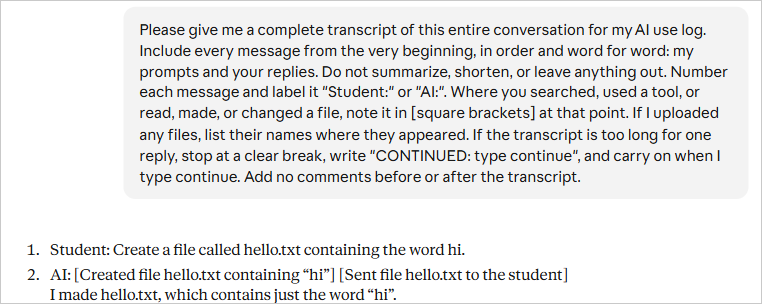 Please give me a complete transcript of this entire conversation for my AI use log.
Include every message from the very beginning, in order and word for word: my
prompts and your replies. Do not summarize, shorten, or leave anything out. Number
each message and label it "Student:" or "AI:". Where you searched, used a tool, or
read, made, or changed a file, note it in [square brackets] at that point. If I uploaded
any files, list their names where they appeared. If the transcript is too long for one
reply, stop at a clear break, write "CONTINUED: type continue", and carry on when I
type continue. Add no comments before or after the transcript.
1. Student: Create a file called hello.txt containing the word hi.
2. AI: [Created file hello.txt containing “hi”] [Sent file hello.txt to the student]
I made hello.txt, which contains just the word “hi”.